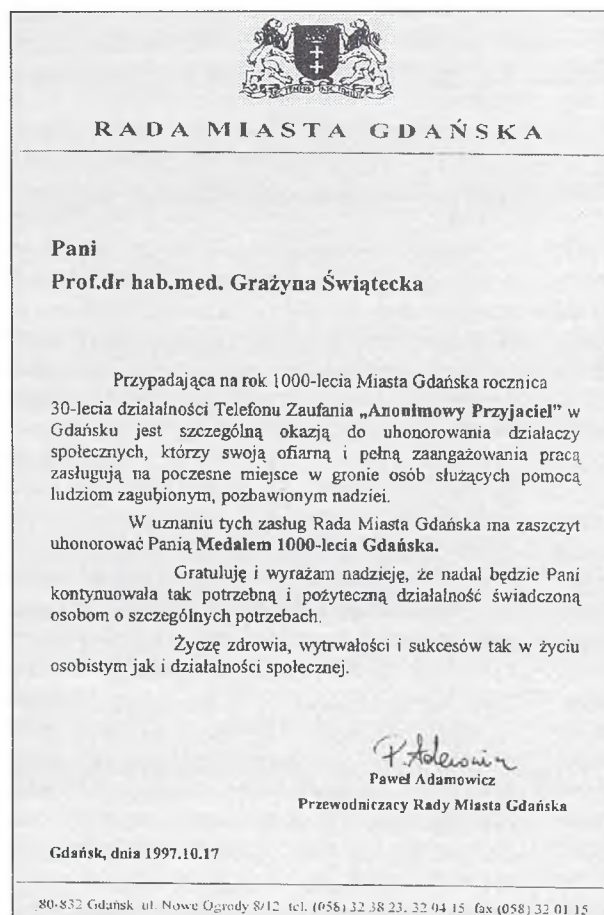 RADA MIASTA GDAŃSKA
Pani
Prof.dr hab.med. Grażyna Świątecka
Przypadająca na rok 1000-lecia Miasta Gdańska rocznica
30-lecia działalności Telefonu Zaufania „Anonimowy Przyjaciel” w
Gdańsku jest szczególną okazją do uhonorowania działaczy
społecznych, którzy swoją ofiarną i pełną zaangażowania pracą
zasługują na poczesne miejsce w gronie osób służących pomocą
ludziom zagubionym, pozbawionym nadziei.
W uznaniu tych zasług Rada Miasta Gdańska ma zaszczyt
uhonorować Panią Medalem 1000-lecia Gdańska.
Gratuluję i wyrażam nadzieję, że nadal będzie Pani
kontynuowała tak potrzebną i pożyteczną działalność świadczoną
osobom o szczególnych potrzebach.
Życzę zdrowia, wytrwałości i sukcesów tak w życiu
osobistym jak i działalności społecznej.
P. Adamowicz
Paweł Adamowicz
Przewodniczacy Rady Miasta Gdańska
Gdańsk, dnia 1997.10.17
80-832 Gdańsk ul. Nowe Ogrody 8/12 tel. (058) 32 38 23, 32 04 15 fax (058) 32 01 15